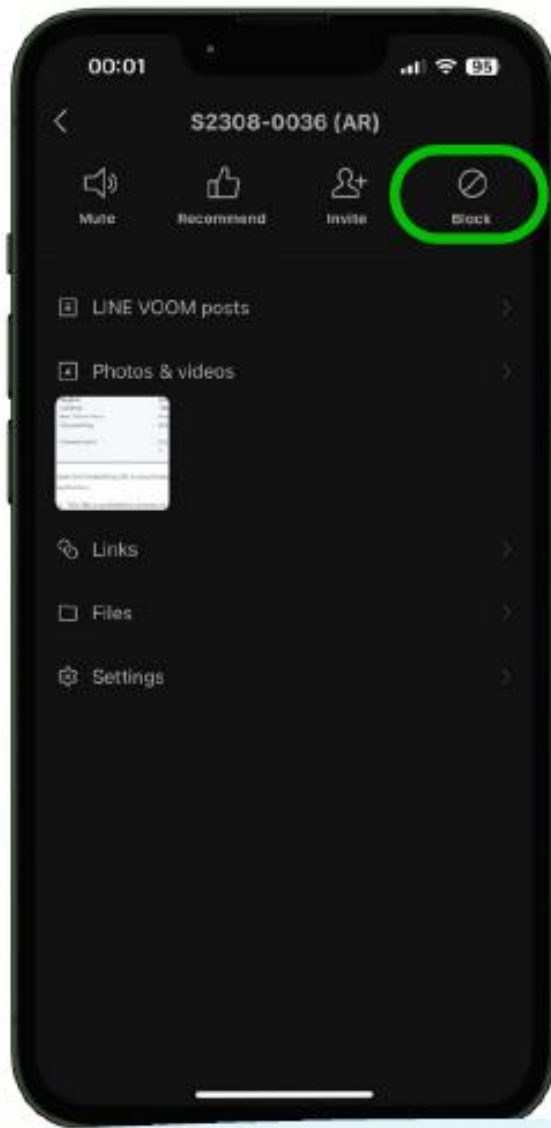 00:01
95
S2308-0036 (AR)
Mute
Recommend
Invite
Block
LINE VOOM posts
Photos & videos
Links
Files
Settings